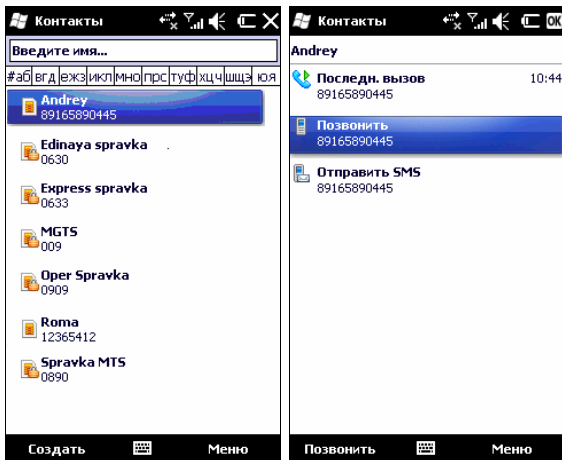 Контакты
Введите имя...
#аб вгд ежз икл мно прс туф хцч шщэ юя
Andrey
89165890445
Edinaya spravka
0630
Express spravka
0633
MGTS
009
Oper Spravka
0909
Roma
12365412
Spravka MTS
0890
Создать Меню
Контакты OK
Andrey
Последн. вызов 10:44
89165890445
Позвонить
89165890445
Отправить SMS
89165890445
Позвонить Меню